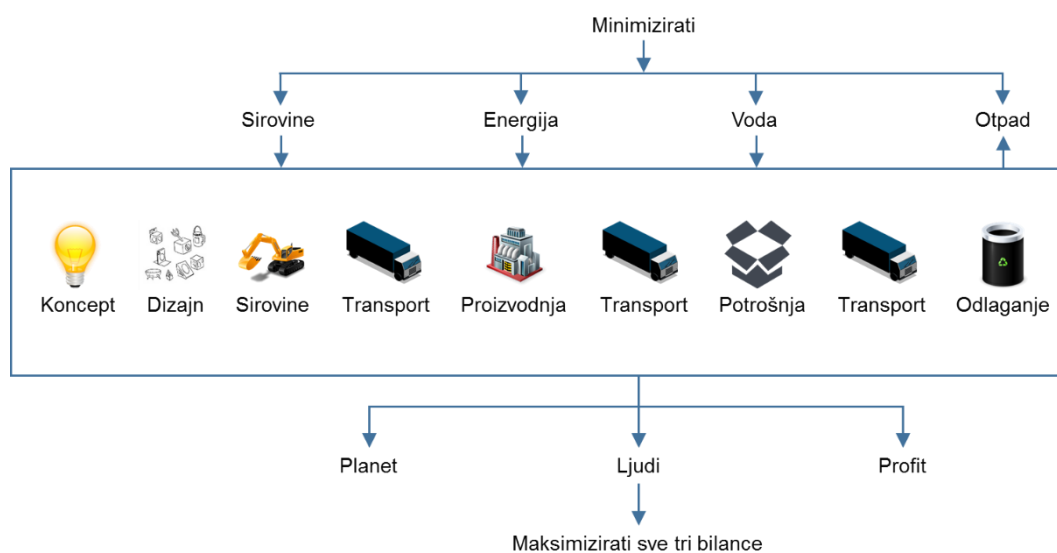 Minimizirati
Sirovine Energija Voda Otpad
Koncept Dizajn Sirovine Transport Proizvodnja Transport Potrošnja Transport Odlaganje
Planet Ljudi Profit
Maksimizirati sve tri bilance